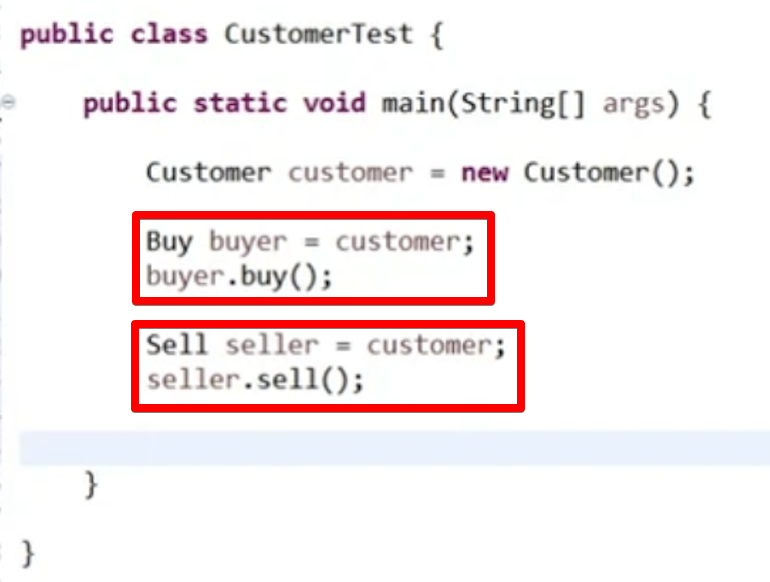 public class CustomerTest {
public static void main(String[] args) {
Customer customer = new Customer();
Buy buyer = customer;
buyer.buy();
Sell seller = customer;
seller.sell();
}
}